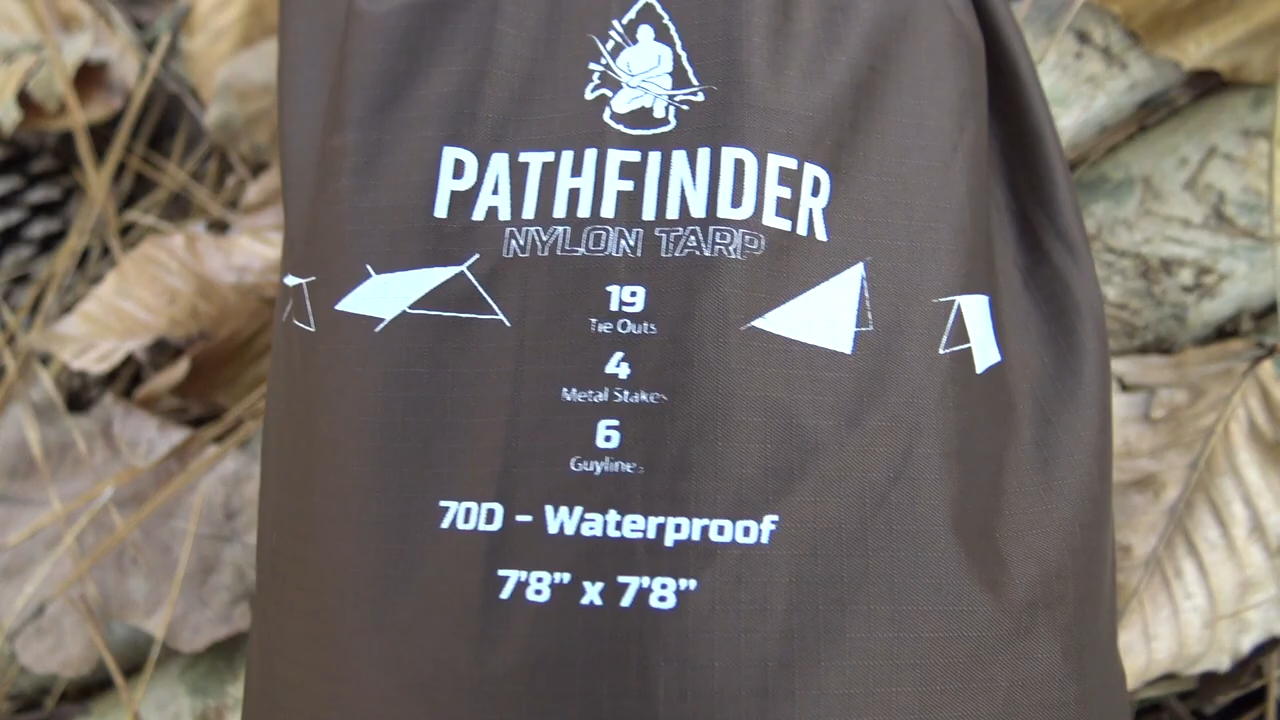 PATHFINDER
NYLON TARP
19
Tie Outs
4
Metal Stakes
6
Guylines
70D - Waterproof
7'8" x 7'8"